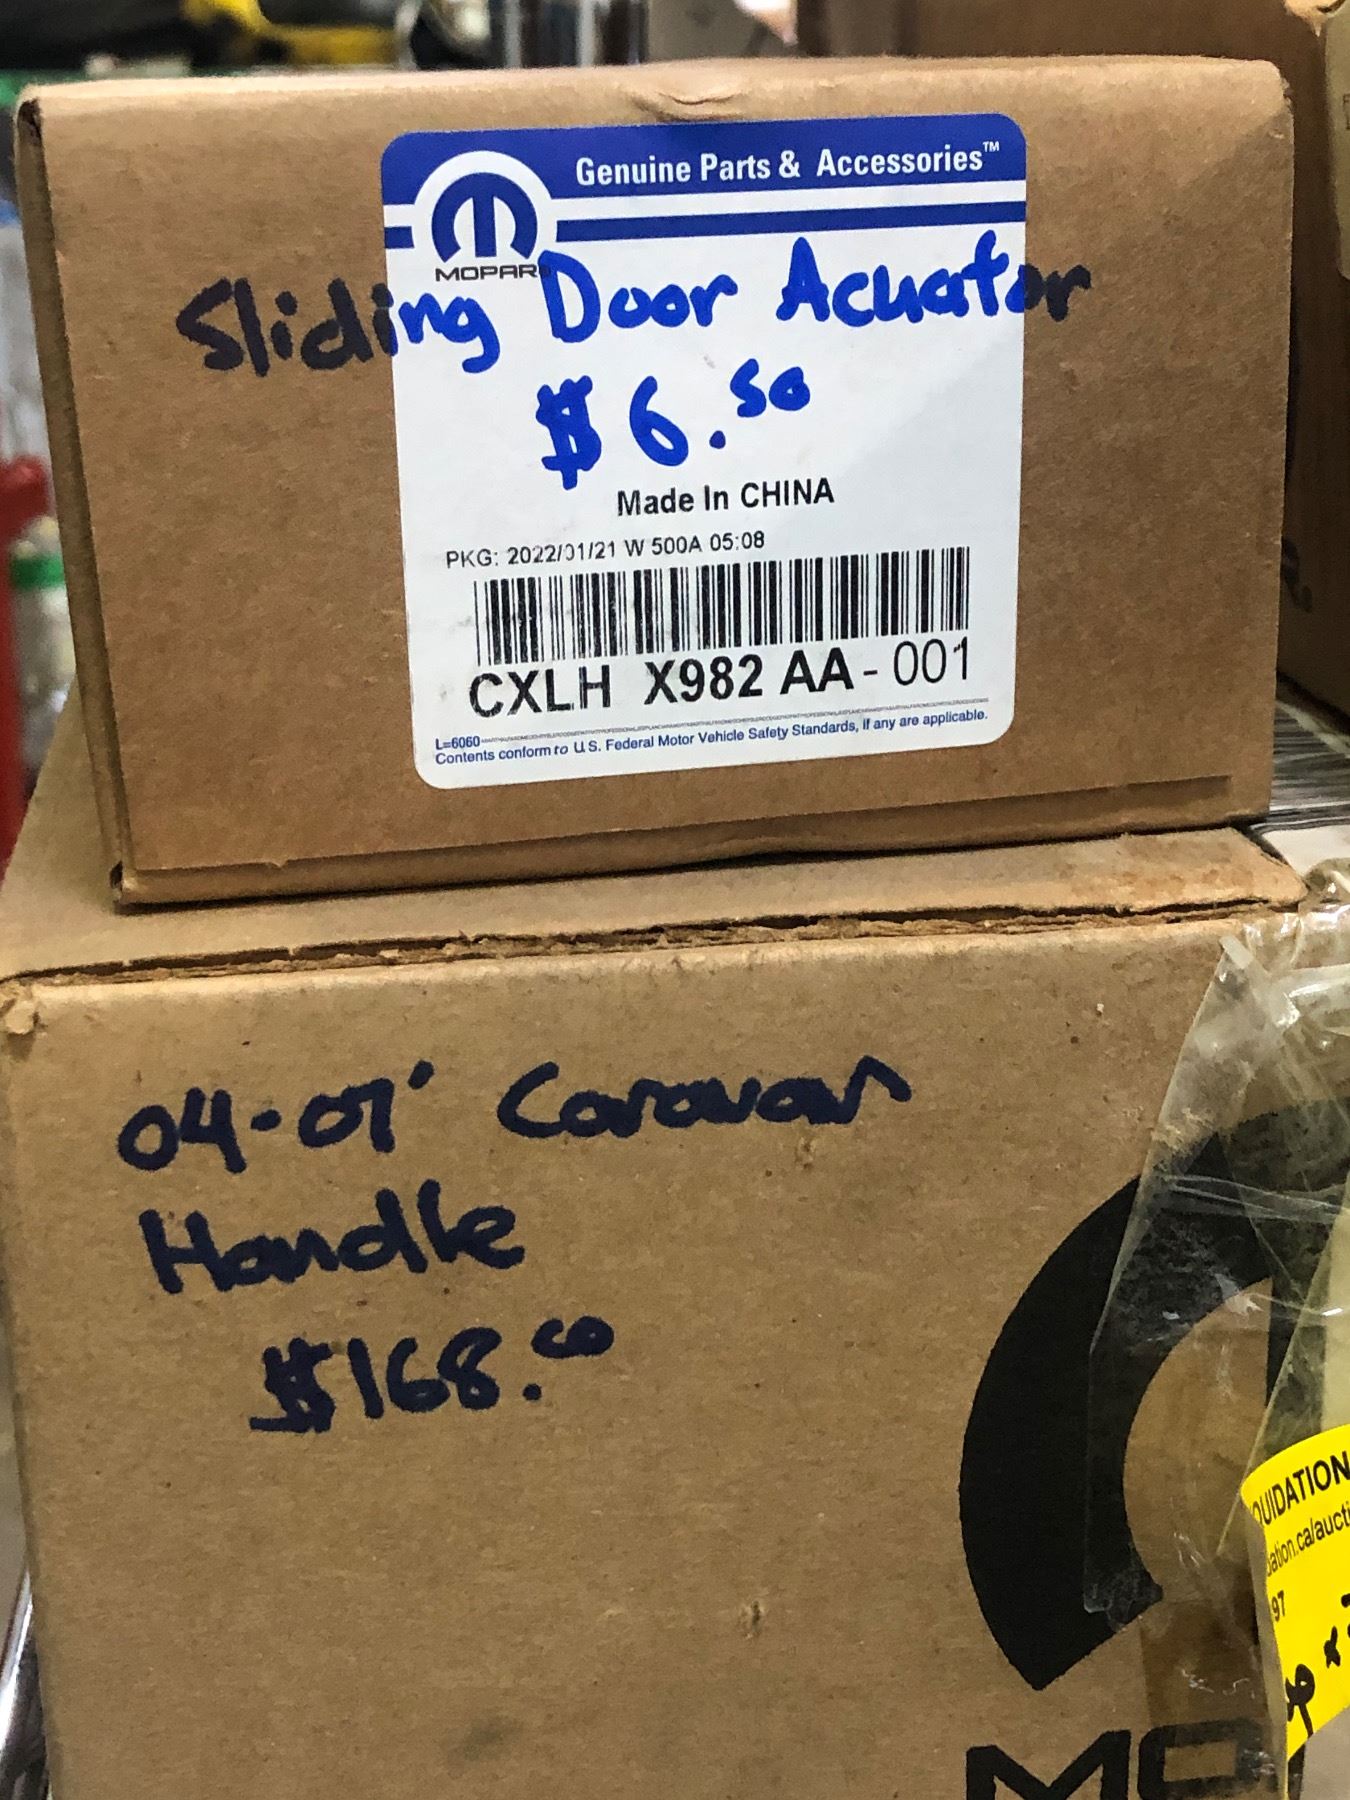 Genuine Parts & Accessories™
MOPAR
Sliding Door Acuator
$6.50
Made In CHINA
PKG: 2022/01/21 W 500A 05:08
CXLH X982 AA-001
L=6060
Contents conform to U.S. Federal Motor Vehicle Safety Standards, if any are applicable.
04-07' Caravan
Handle
$168.00
97